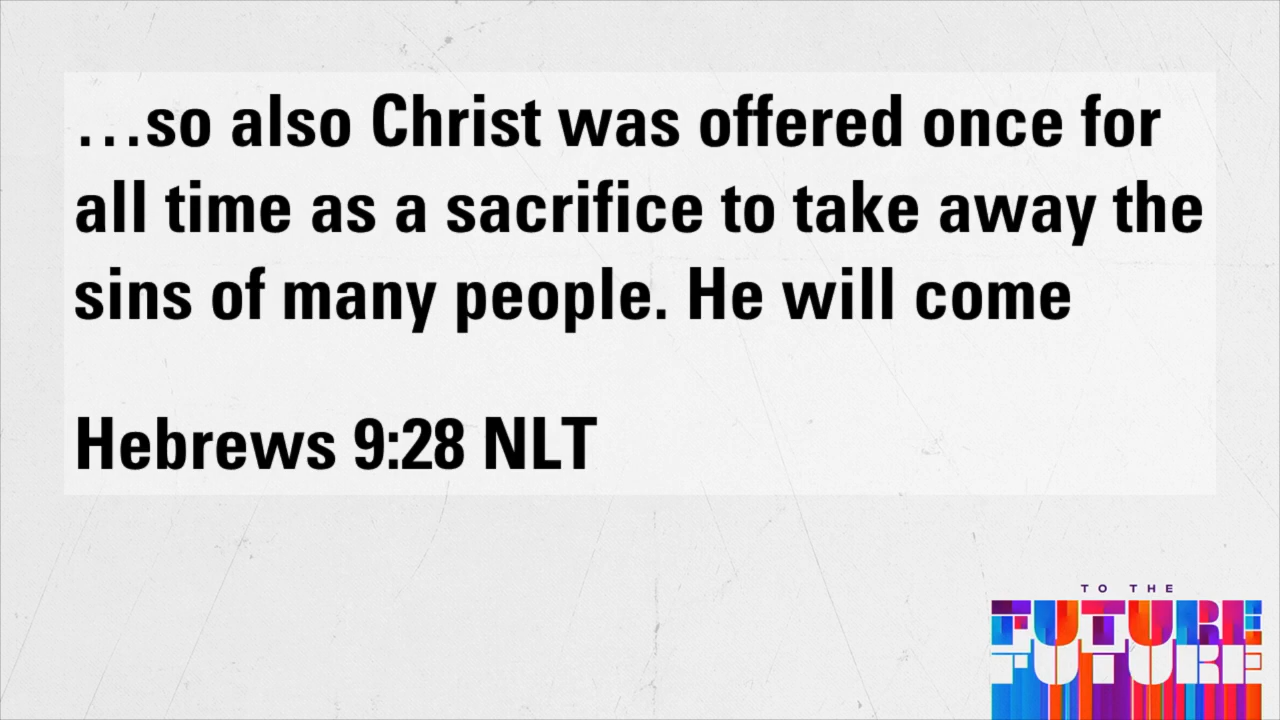 …so also Christ was offered once for
all time as a sacrifice to take away the
sins of many people. He will come
Hebrews 9:28 NLT
TO THE
FUTURE
FUTURE